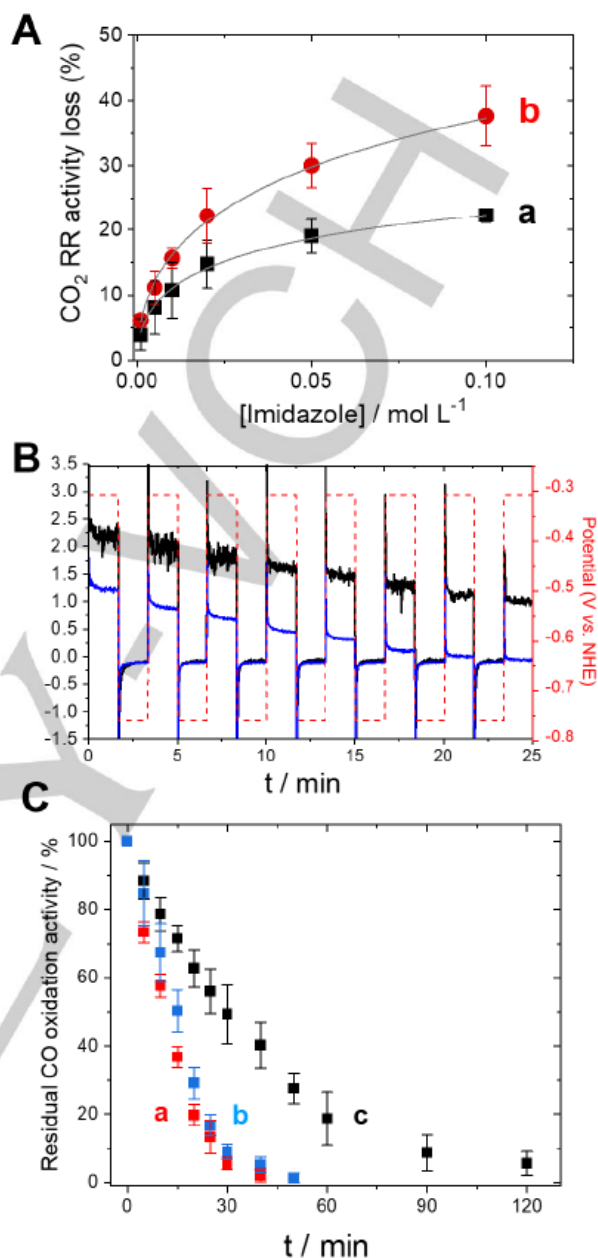 A
50
40
30
20
10
0
CO₂ RR activity loss (%)
b
a
0.00
0.05
0.10
[Imidazole] / mol L⁻¹
B
3.5
3.0
2.5
2.0
1.5
1.0
0.5
0.0
-0.5
-1.0
-1.5
-0.3
-0.4
-0.5
-0.6
-0.7
-0.8
Potential (V vs. NHE)
0
5
10
15
20
25
t / min
C
100
80
60
40
20
0
Residual CO oxidation activity / %
a
b
c
0
30
60
90
120
t / min
Y-VCH